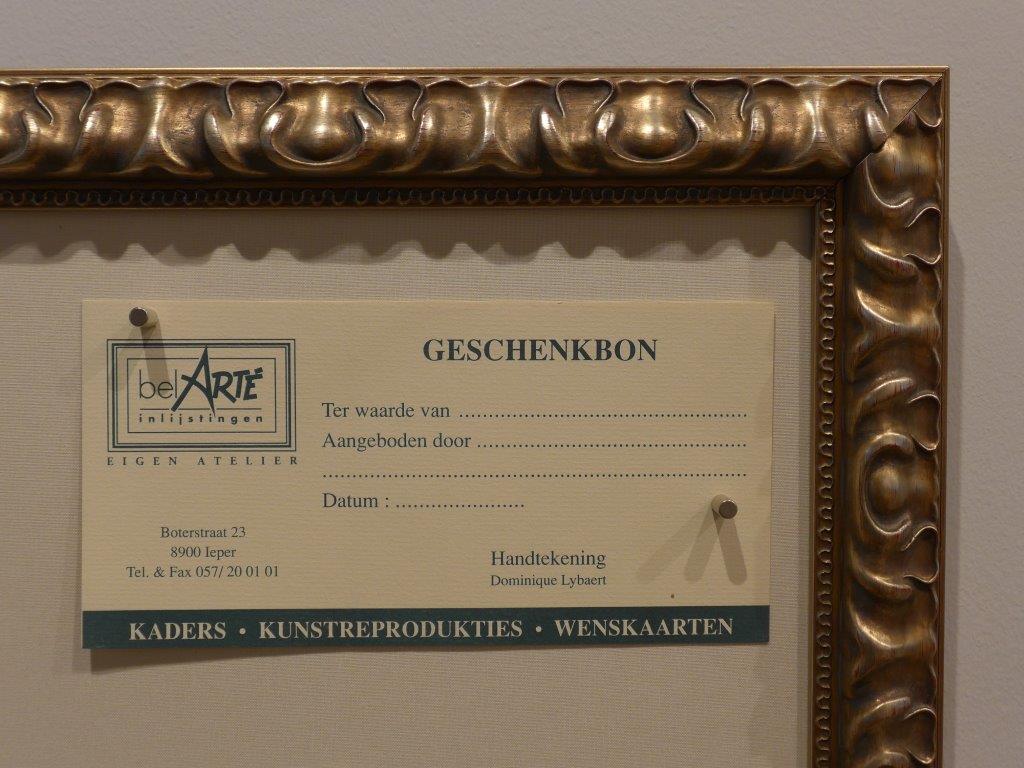 belARTÉ
inlijstingen
EIGEN ATELIER
Boterstraat 23
8900 Ieper
Tel. & Fax 057/ 20 01 01
GESCHENKBON
Ter waarde van ..................................................
Aangeboden door ...............................................
..........................................................................
Datum : ......................
Handtekening
Dominique Lybaert
KADERS • KUNSTREPRODUKTIES • WENSKAARTEN